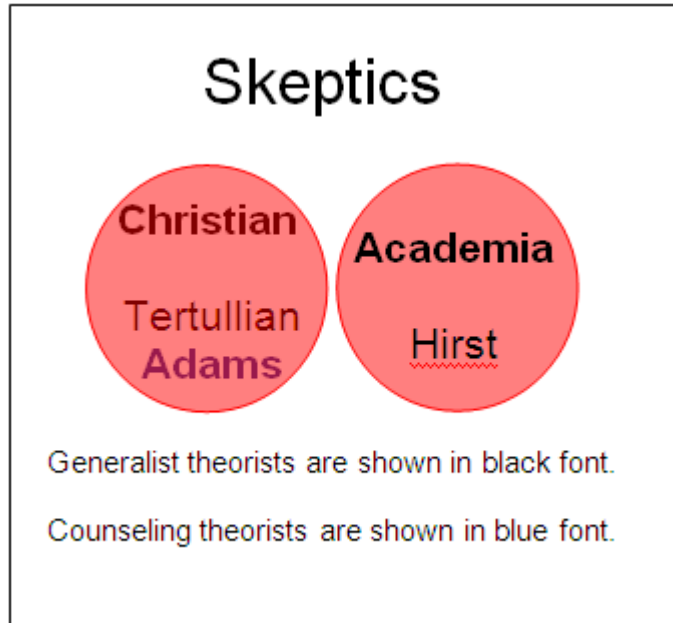 Skeptics
Christian
Tertullian
Adams
Academia
Hirst
Generalist theorists are shown in black font.
Counseling theorists are shown in blue font.